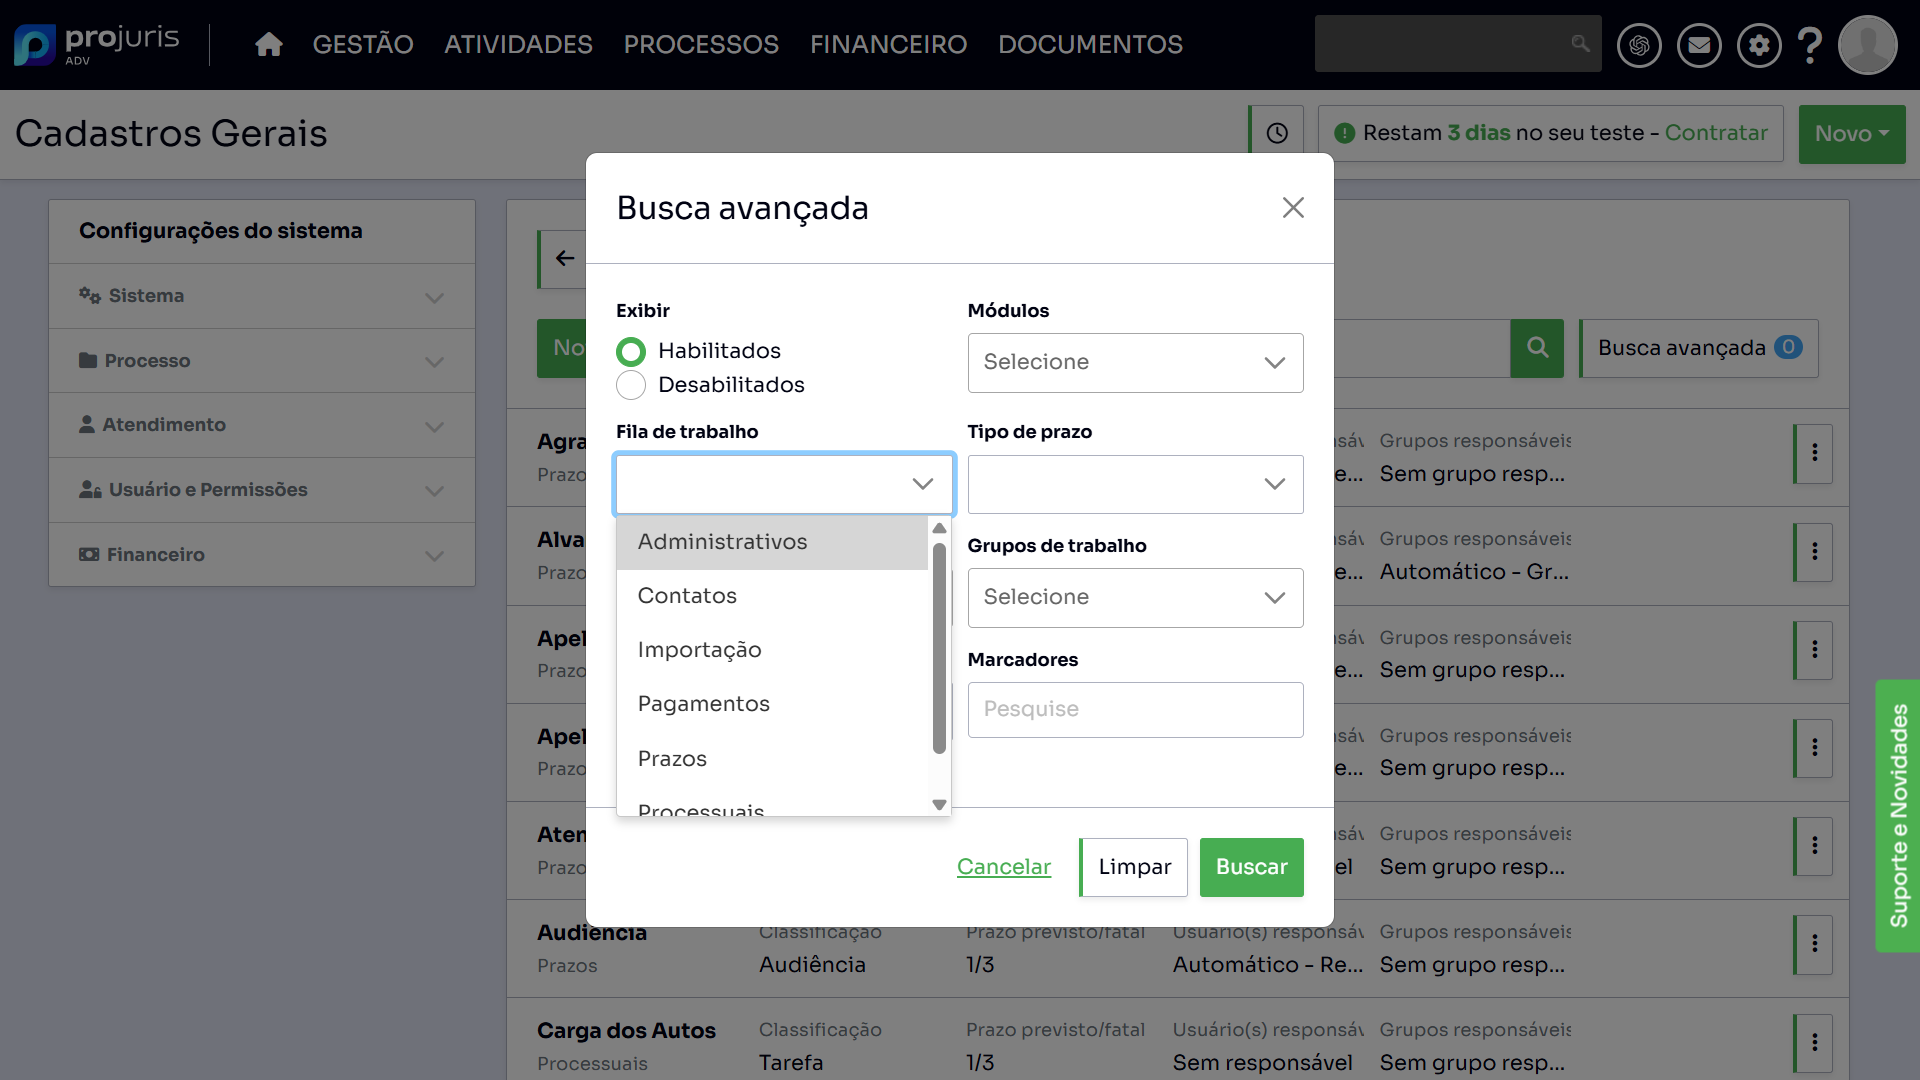 projuris
ADV
GESTÃO
ATIVIDADES
PROCESSOS
FINANCEIRO
DOCUMENTOS
Cadastros Gerais
Restam 3 dias no seu teste - Contratar
Novo
Configurações do sistema
Sistema
Processo
Atendimento
Usuário e Permissões
Financeiro
Busca avançada
Exibir
Habilitados
Desabilitados
Módulos
Selecione
Fila de trabalho
Tipo de prazo
Administrativos
Contatos
Importação
Pagamentos
Prazos
Processuais
Grupos de trabalho
Selecione
Marcadores
Pesquise
Cancelar
Limpar
Buscar
No
Busca avançada 0
Agra
Prazo
Grupos responsáveis
e... Sem grupo resp...
Alva
Prazo
Grupos responsáveis
e... Automático - Gr...
Apel
Prazo
Grupos responsáveis
e... Sem grupo resp...
Apel
Prazo
Grupos responsáveis
e... Sem grupo resp...
Aten
Prazo
Grupos responsáveis
el Sem grupo resp...
Audiência Classificação Prazo previsto/fatal Usuário(s) responsáv Grupos responsáveis
Prazos Audiência 1/3 Automático - Re... Sem grupo resp...
Carga dos Autos Classificação Prazo previsto/fatal Usuário(s) responsáv Grupos responsáveis
Processuais Tarefa 1/3 Sem responsável Sem grupo resp...
Suporte e Novidades